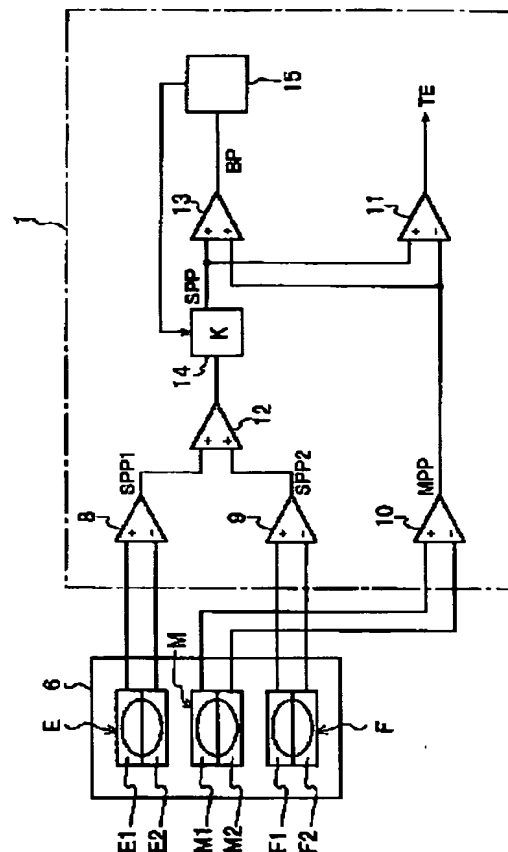 1
6
E
E1
E2
M
M1
M2
F1
F2
F
8
+
-
SPP1
9
+
-
SPP2
10
+
-
MPP
12
+
+
14
K
SPP
13
+
+
BP
15
11
+
-
TE